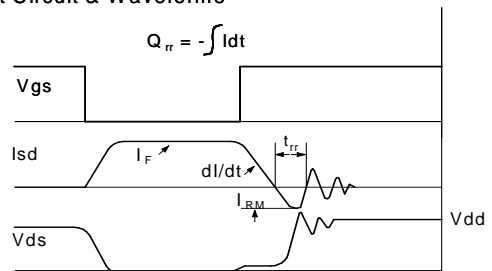 t Circuit & Waveforms
Q rr = - ∫ Idt
Vgs
Isd
I F
dI/dt
t rr
I RM
Vdd
Vds